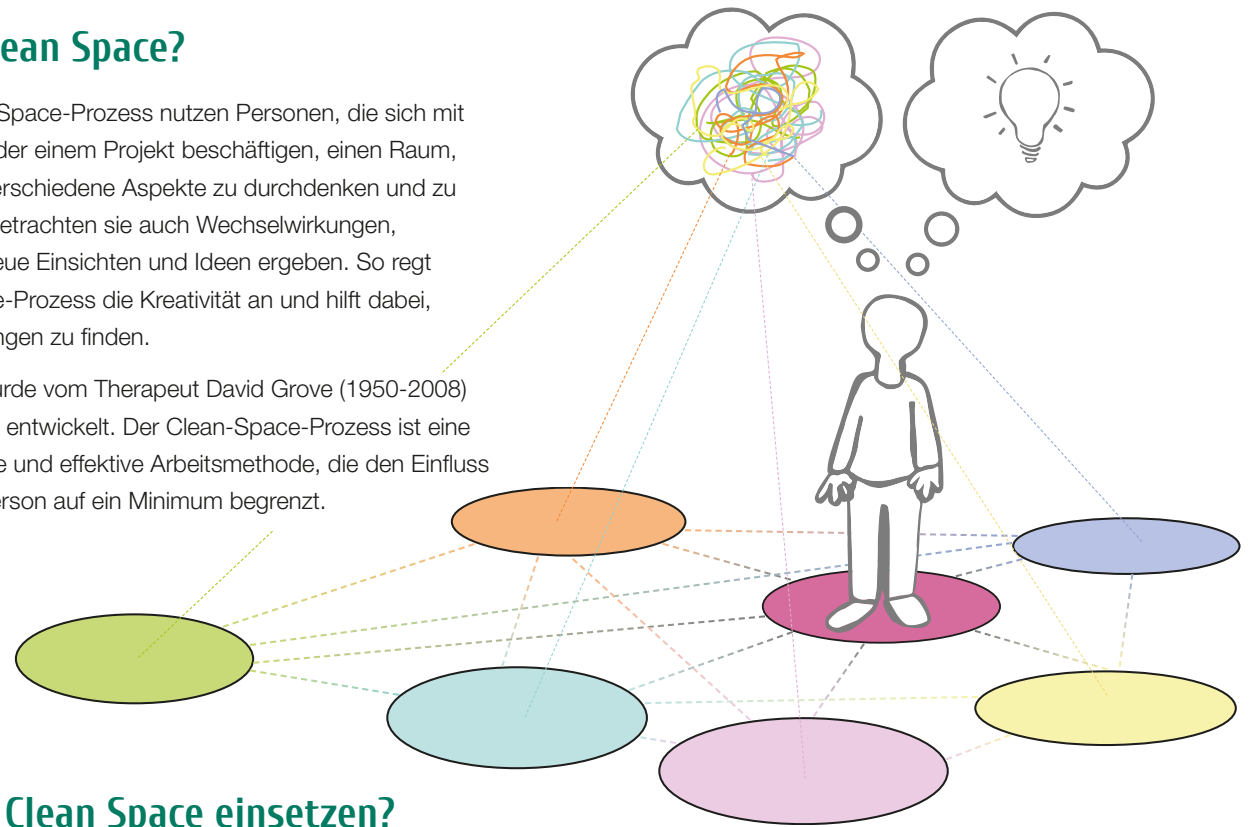 lean Space?
Space-Prozess nutzen Personen, die sich mit
der einem Projekt beschäftigen, einen Raum,
erschiedene Aspekte zu durchdenken und zu
etrachten sie auch Wechselwirkungen,
eue Einsichten und Ideen ergeben. So regt
e-Prozess die Kreativität an und hilft dabei,
ngen zu finden.
urde vom Therapeut David Grove (1950-2008)
entwickelt. Der Clean-Space-Prozess ist eine
e und effektive Arbeitsmethode, die den Einfluss
erson auf ein Minimum begrenzt.
Clean Space einsetzen?